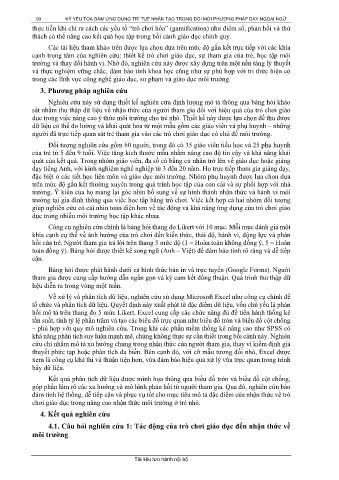 90 KỶ YẾU TỌA ĐÀM ỨNG DỤNG TRÍ TUỆ NHÂN TẠO TRONG ĐỔI MỚI PHƯƠNG PHÁP DẠY NGOẠI NGỮ
thực tiễn khi chỉ ra cách các yếu tố “trò chơi hóa” (gamification) như điểm số, phản hồi và thử
thách có thể nâng cao kết quả học tập trong bối cảnh giáo dục chính quy.
Các tài liệu tham khảo trên được lựa chọn dựa trên mức độ gắn kết trực tiếp với các khía
cạnh trọng tâm của nghiên cứu: thiết kế trò chơi giáo dục, sự tham gia của trẻ, học tập môi
trường và thay đổi hành vi. Nhờ đó, nghiên cứu này được xây dựng trên một nền tảng lý thuyết
và thực nghiệm vững chắc, đảm bảo tính khoa học cũng như sự phù hợp với tri thức hiện có
trong các lĩnh vực công nghệ giáo dục, sư phạm và giáo dục môi trường.
3. Phương pháp nghiên cứu
Nghiên cứu này sử dụng thiết kế nghiên cứu định lượng mô tả thông qua bảng hỏi khảo
sát nhằm thu thập dữ liệu về nhận thức của người tham gia đối với hiệu quả của trò chơi giáo
dục trong việc nâng cao ý thức môi trường cho trẻ nhỏ. Thiết kế này được lựa chọn để thu được
dữ liệu có thể đo lường và khái quát hóa từ một mẫu gồm các giáo viên và phụ huynh – những
người đã trực tiếp quan sát trẻ tham gia vào các trò chơi giáo dục có chủ đề môi trường.
Đối tượng nghiên cứu gồm 60 người, trong đó có 35 giáo viên tiểu học và 25 phụ huynh
của trẻ từ 5 đến 9 tuổi. Việc tăng kích thước mẫu nhằm nâng cao độ tin cậy và khả năng khái
quát của kết quả. Trong nhóm giáo viên, đa số có bằng cử nhân trở lên về giáo dục hoặc giảng
dạy tiếng Anh, với kinh nghiệm nghề nghiệp từ 3 đến 20 năm. Họ trực tiếp tham gia giảng dạy,
đặc biệt ở các tiết học liên môn và giáo dục môi trường. Nhóm phụ huynh được lựa chọn dựa
trên mức độ gắn kết thường xuyên trong quá trình học tập của con cái và sự phối hợp với nhà
trường. Ý kiến của họ mang lại góc nhìn bổ sung về sự hình thành nhận thức và hành vi môi
trường tại gia đình thông qua việc học tập bằng trò chơi. Việc kết hợp cả hai nhóm đối tượng
giúp nghiên cứu có cái nhìn toàn diện hơn về tác động và khả năng ứng dụng của trò chơi giáo
dục trong nhiều môi trường học tập khác nhau.
Công cụ nghiên cứu chính là bảng hỏi thang đo Likert với 10 mục. Mỗi mục đánh giá một
khía cạnh cụ thể về ảnh hưởng của trò chơi đến kiến thức, thái độ, hành vi, động lực và phản
hồi của trẻ. Người tham gia trả lời trên thang 5 mức độ (1 = Hoàn toàn không đồng ý, 5 = Hoàn
toàn đồng ý). Bảng hỏi được thiết kế song ngữ (Anh – Việt) để đảm bảo tính rõ ràng và dễ tiếp
cận.
Bảng hỏi được phát hành dưới cả hình thức bản in và trực tuyến (Google Forms). Người
tham gia được cung cấp hướng dẫn ngắn gọn và ký cam kết đồng thuận. Quá trình thu thập dữ
liệu diễn ra trong vòng một tuần.
Về xử lý và phân tích dữ liệu, nghiên cứu sử dụng Microsoft Excel như công cụ chính để
tổ chức và phân tích dữ liệu. Quyết định này xuất phát từ đặc điểm dữ liệu, vốn chủ yếu là phản
hồi mô tả trên thang đo 5 mức Likert. Excel cung cấp các chức năng đủ để tiến hành thống kê
tần suất, tính tỷ lệ phần trăm và tạo các biểu đồ trực quan như biểu đồ tròn và biểu đồ cột chồng
– phù hợp với quy mô nghiên cứu. Trong khi các phần mềm thống kê nâng cao như SPSS có
khả năng phân tích suy luận mạnh mẽ, chúng không thực sự cần thiết trong bối cảnh này. Nghiên
cứu chỉ nhằm mô tả xu hướng chung trong nhận thức của người tham gia, thay vì kiểm định giả
thuyết phức tạp hoặc phân tích đa biến. Bên cạnh đó, với cỡ mẫu tương đối nhỏ, Excel được
xem là công cụ khả thi và thuận tiện hơn, vừa đảm bảo hiệu quả xử lý vừa trực quan trong trình
bày dữ liệu.
Kết quả phân tích dữ liệu được minh họa thông qua biểu đồ tròn và biểu đồ cột chồng,
góp phần làm rõ các xu hướng và mô hình phản hồi từ người tham gia. Qua đó, nghiên cứu bảo
đảm tính hệ thống, dễ tiếp cận và phục vụ tốt cho mục tiêu mô tả đặc điểm của nhận thức về trò
chơi giáo dục trong nâng cao nhận thức môi trường ở trẻ nhỏ.
4. Kết quả nghiên cứu
4.1. Câu hỏi nghiên cứu 1: Tác động của trò chơi giáo dục đến nhận thức về
môi trường
Tài liệu lưu hành nội bộ